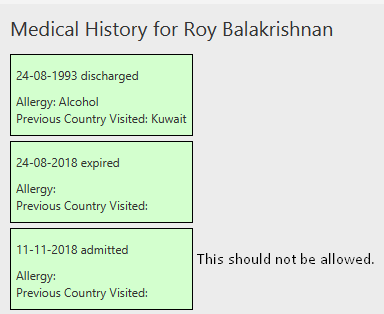 Medical History for Roy Balakrishnan
24-08-1993 discharged
Allergy: Alcohol
Previous Country Visited: Kuwait
24-08-2018 expired
Allergy:
Previous Country Visited:
11-11-2018 admitted
This should not be allowed.
Allergy:
Previous Country Visited: